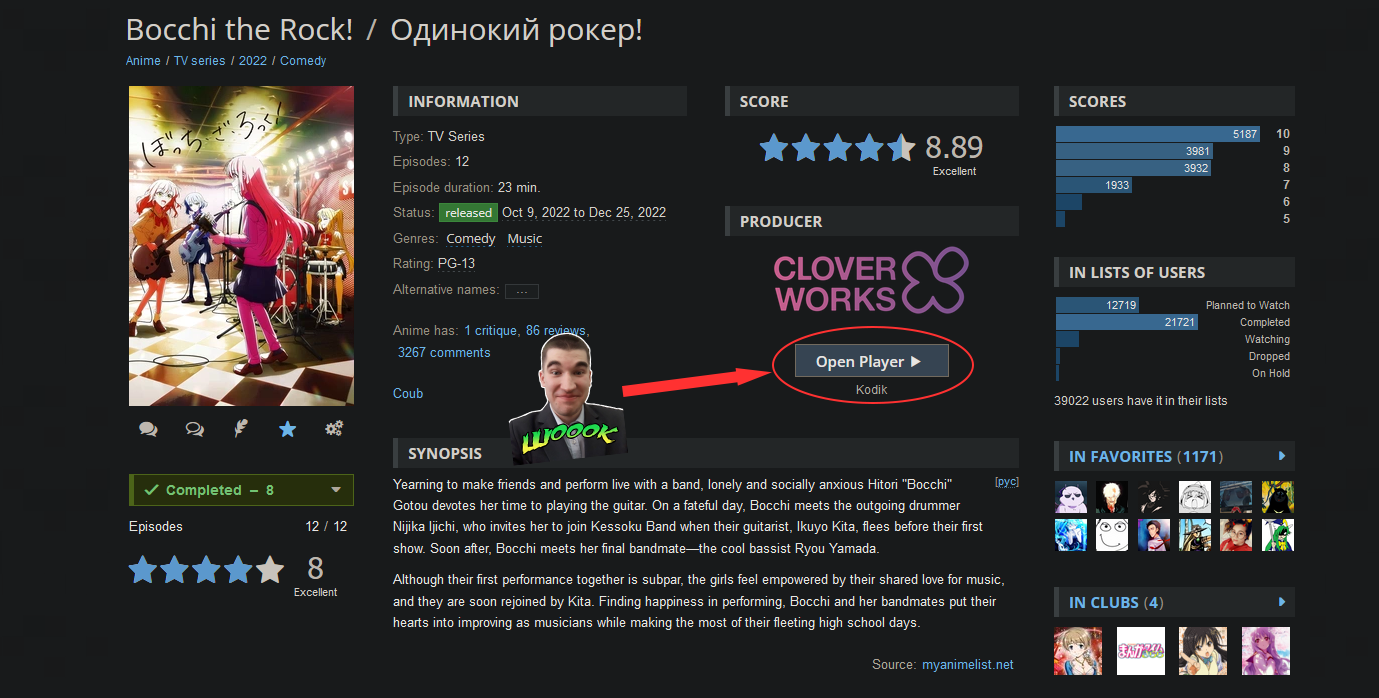 Bocchi the Rock! / Одинокий рокер!
Anime / TV series / 2022 / Comedy
ぼっち・ざ・ろっく!
Completed – 8
Episodes 12 / 12
8
Excellent
INFORMATION
Type: TV Series
Episodes: 12
Episode duration: 23 min.
Status: released Oct 9, 2022 to Dec 25, 2022
Genres: Comedy Music
Rating: PG-13
Alternative names: ...
Anime has: 1 critique, 86 reviews,
3267 comments
Coub
WOOOK
SCORE
8.89
Excellent
PRODUCER
CLOVER
WORKS
Open Player
Kodik
SYNOPSIS
[рус]
Yearning to make friends and perform live with a band, lonely and socially anxious Hitori "Bocchi"
Gotou devotes her time to playing the guitar. On a fateful day, Bocchi meets the outgoing drummer
Nijika Ijichi, who invites her to join Kessoku Band when their guitarist, Ikuyo Kita, flees before their first
show. Soon after, Bocchi meets her final bandmate—the cool bassist Ryou Yamada.
Although their first performance together is subpar, the girls feel empowered by their shared love for music,
and they are soon rejoined by Kita. Finding happiness in performing, Bocchi and her bandmates put their
hearts into improving as musicians while making the most of their fleeting high school days.
Source: myanimelist.net
SCORES
5187 10
3981 9
3932 8
1933 7
6
5
IN LISTS OF USERS
12719 Planned to Watch
21721 Completed
Watching
Dropped
On Hold
39022 users have it in their lists
IN FAVORITES (1171)
IN CLUBS (4)